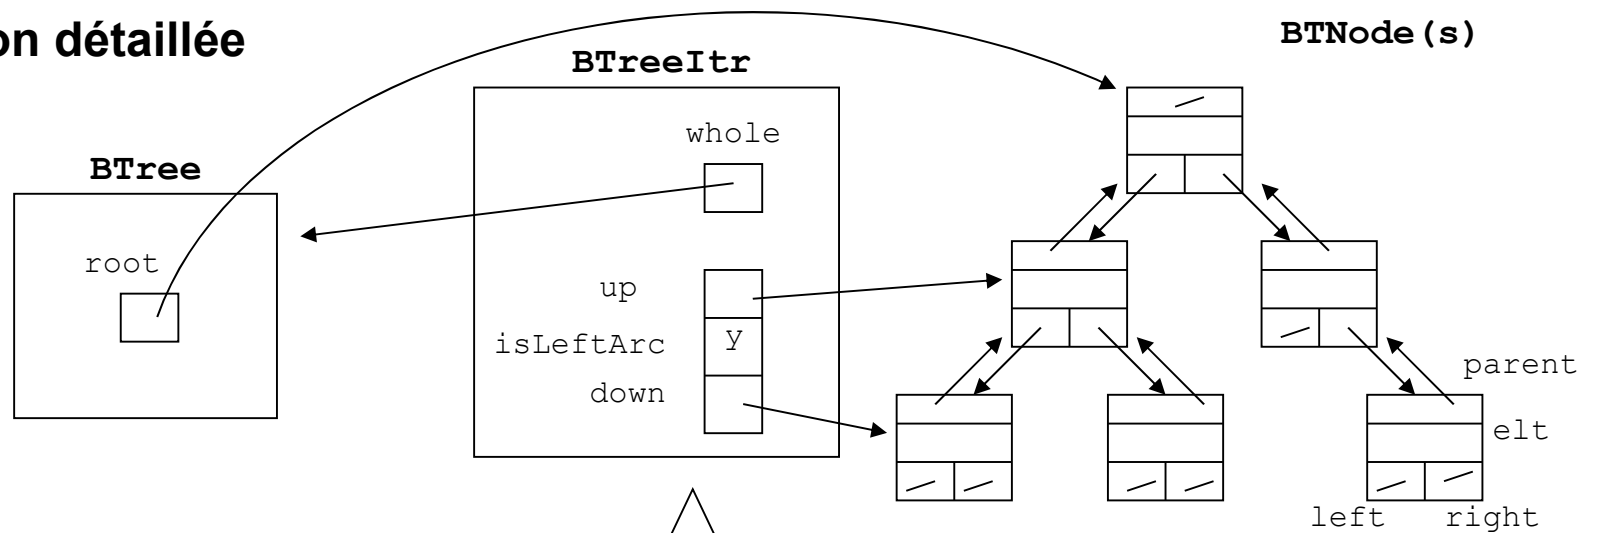 on détaillée
BTreeItr
BTNode(s)
whole
BTree
root
up
isLeftArc
y
down
parent
elt
left
right